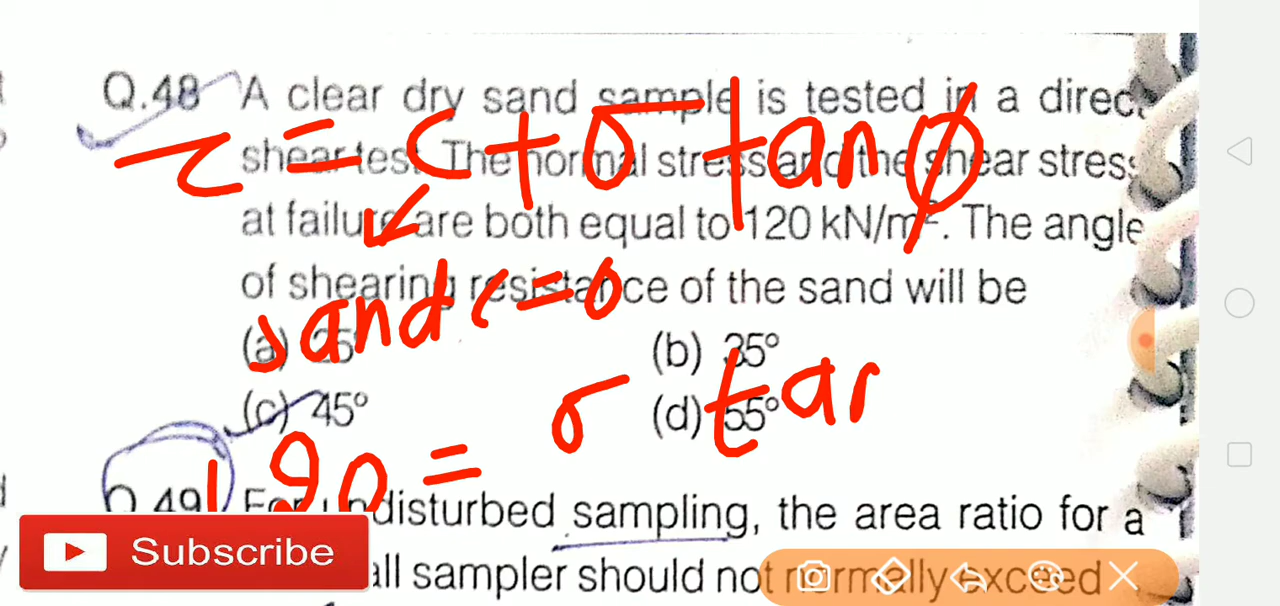 Q.48 A clear dry sand sample is tested in a direct
τ = c + σ tan φ
shear test. The normal stress and the shear stress
at failure are both equal to 120 kN/m². The angle
of shearing resistance of the sand will be
sand c = 0
(a) 25° (b) 35°
(c) 45° (d) 55°
= σ tan
Q.49 For undisturbed sampling, the area ratio for a
Subscribe
all sampler should not normally exceed